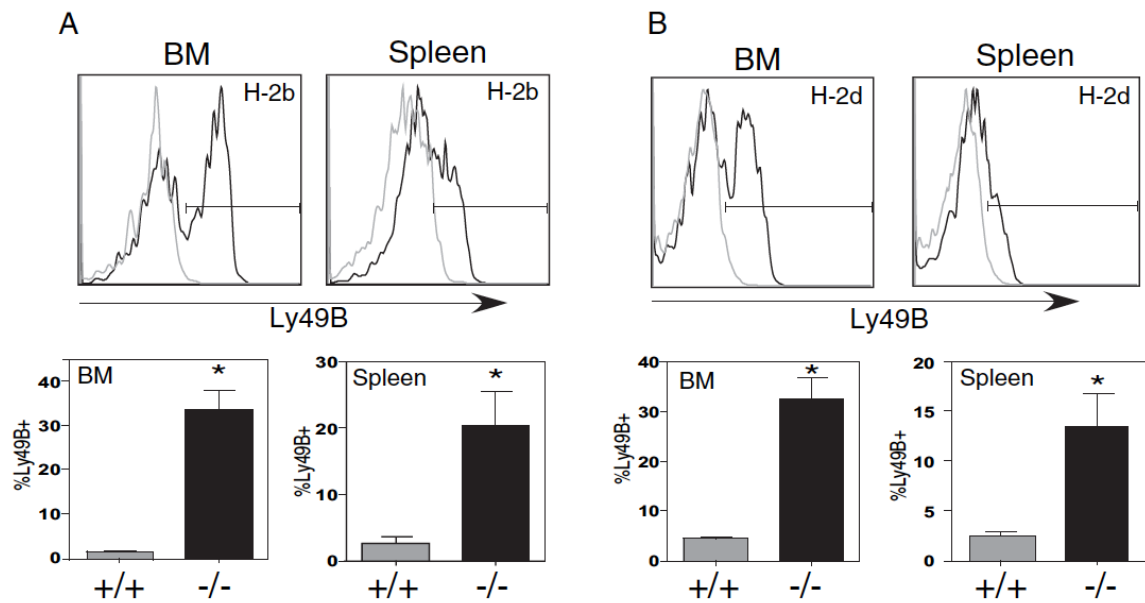 A
BM
Spleen
H-2b
H-2b
Ly49B
40
30
20
10
0
%Ly49B+
BM
*
+/+
-/-
30
20
10
0
%Ly49B+
Spleen
*
+/+
-/-
B
BM
Spleen
H-2d
H-2d
Ly49B
40
30
20
10
0
%Ly49B+
BM
*
+/+
-/-
20
15
10
5
0
%Ly49B+
Spleen
*
+/+
-/-